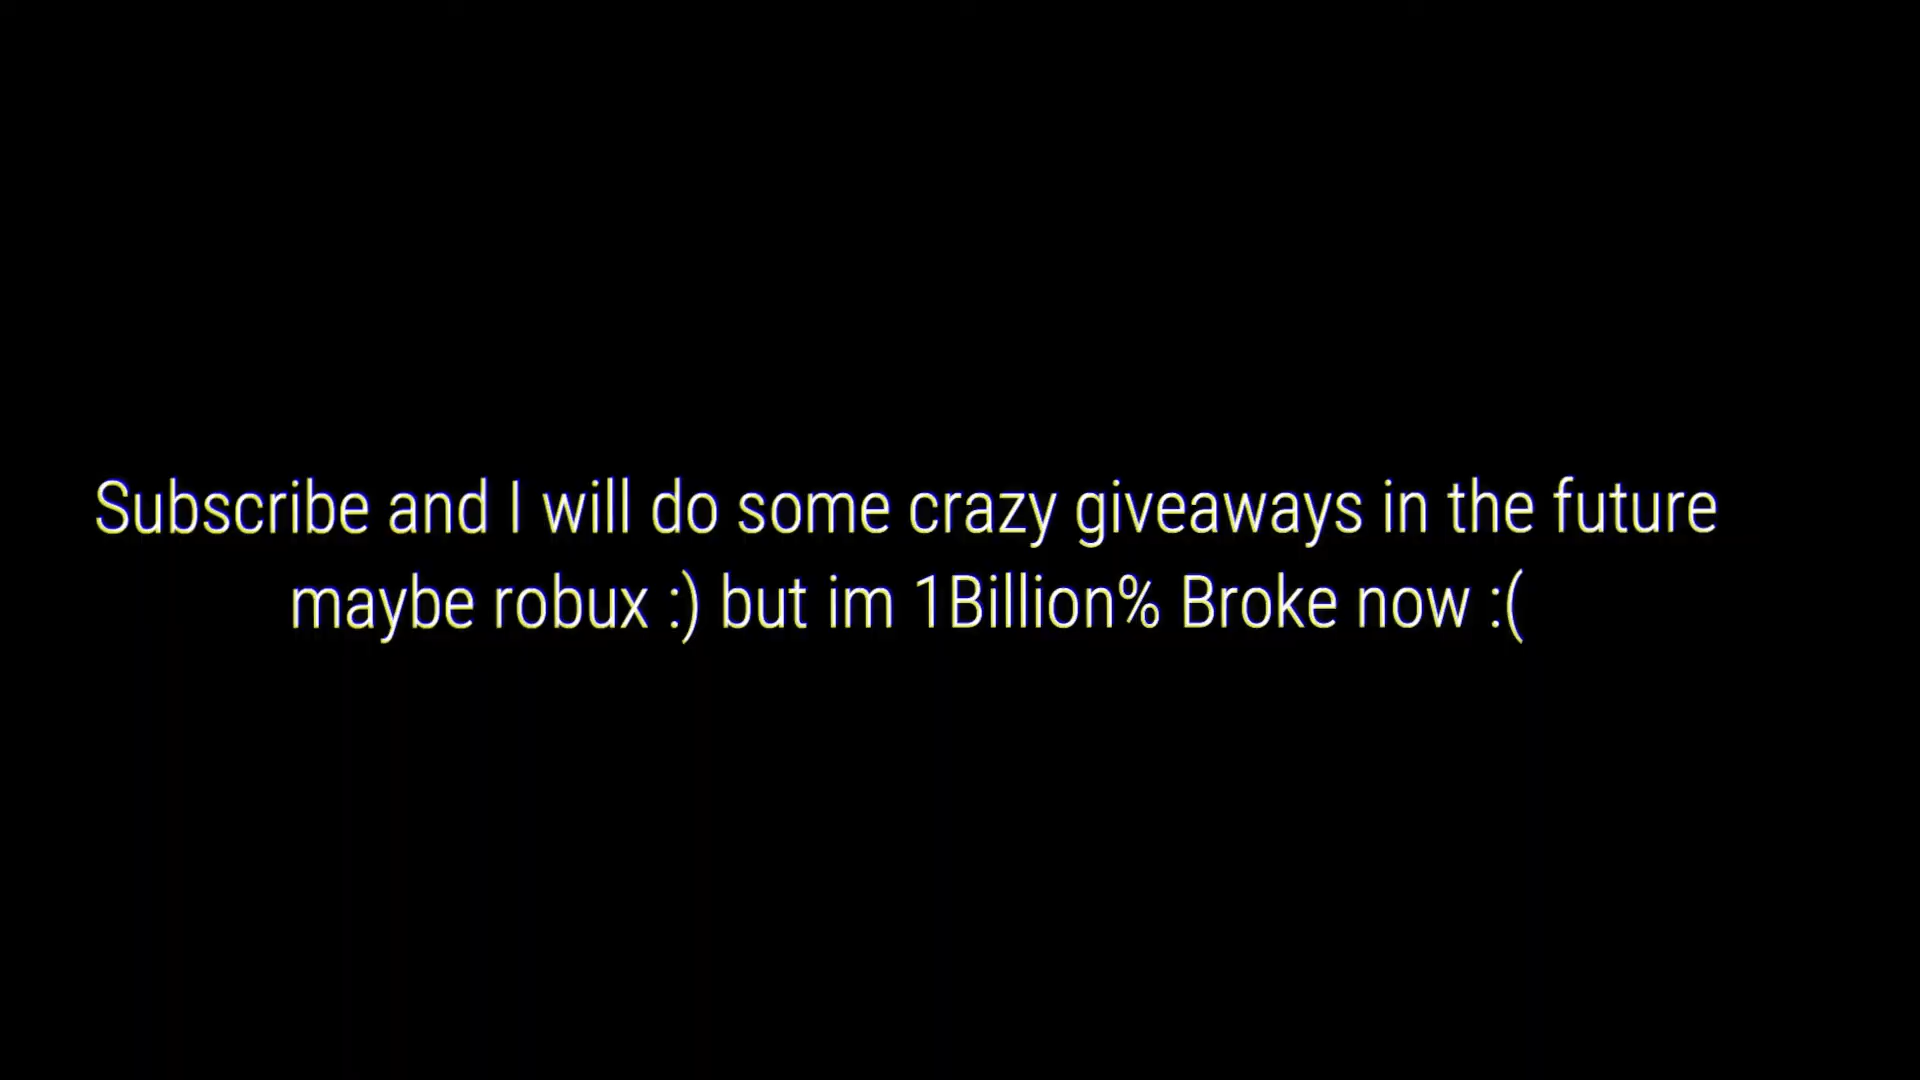 Subscribe and I will do some crazy giveaways in the future
maybe robux :) but im 1Billion% Broke now :(